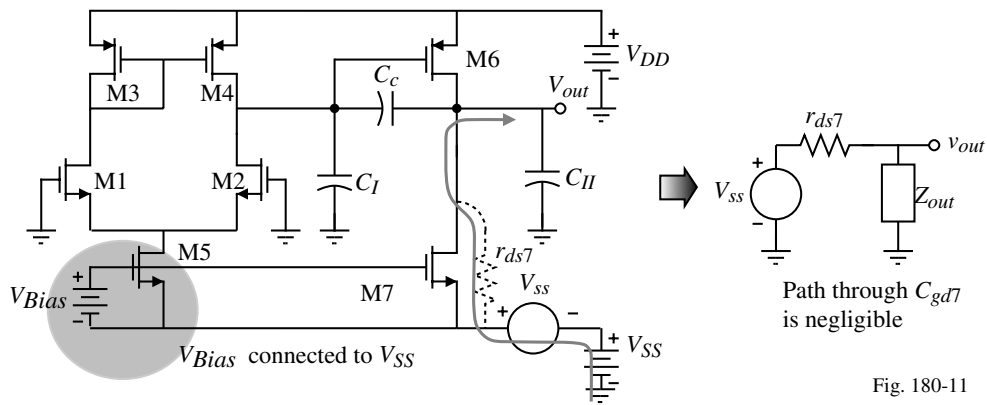 M3
M4
M6
V_DD
C_c
V_out
M1
M2
C_I
C_II
r_ds7
v_out
V_ss
Z_out
M5
V_Bias
M7
r_ds7
V_ss
V_Bias connected to V_SS
V_SS
Path through C_gd7
is negligible
Fig. 180-11